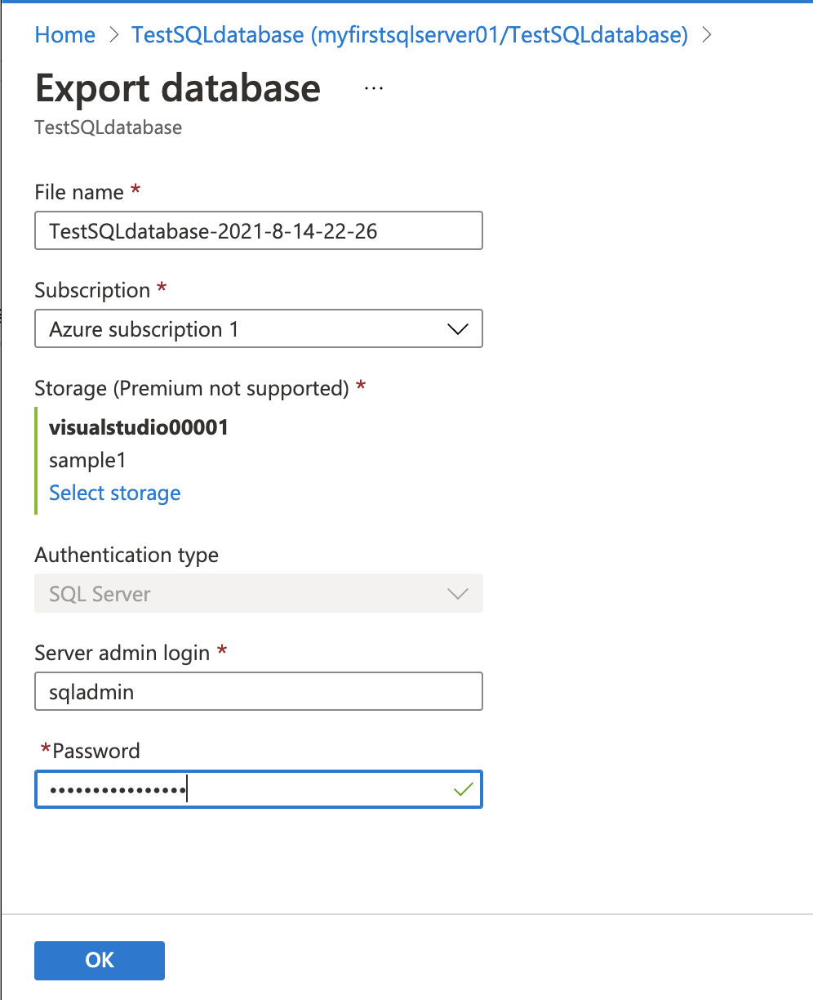 Home > TestSQLdatabase (myfirstsqlserver01/TestSQLdatabase) >
Export database ...
TestSQLdatabase
File name *
TestSQLdatabase-2021-8-14-22-26
Subscription *
Azure subscription 1
Storage (Premium not supported) *
visualstudio00001
sample1
Select storage
Authentication type
SQL Server
Server admin login *
sqladmin
*Password
••••••••••••••••
OK